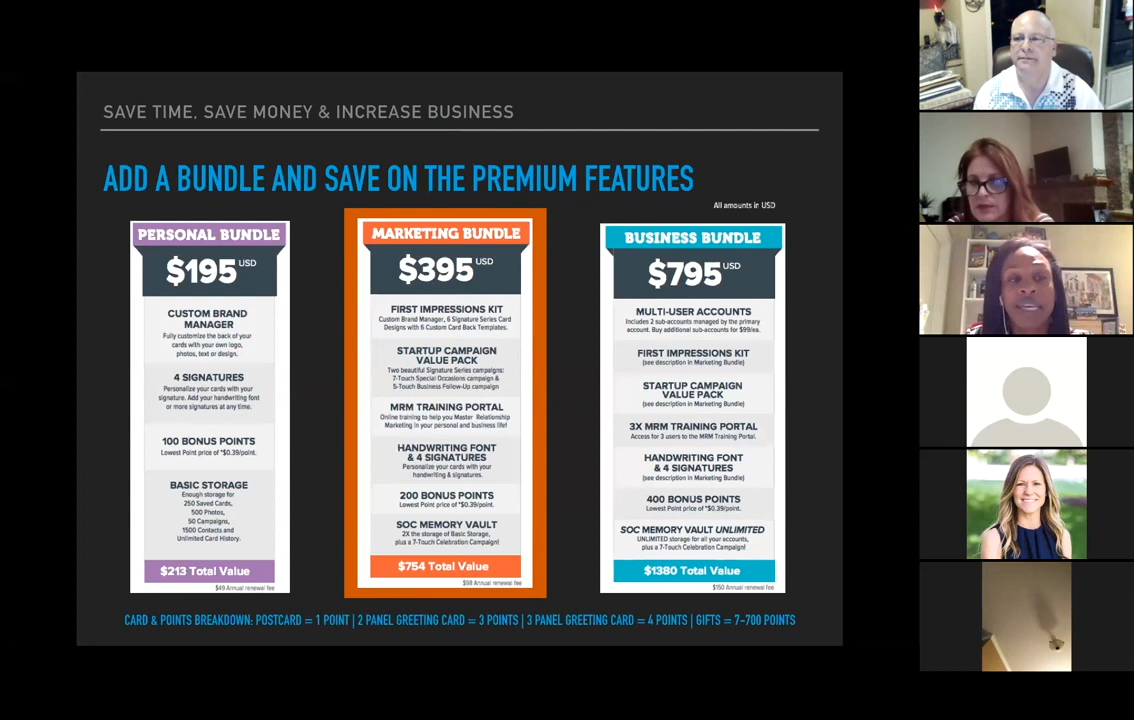 SAVE TIME, SAVE MONEY & INCREASE BUSINESS
ADD A BUNDLE AND SAVE ON THE PREMIUM FEATURES
All amounts in USD
PERSONAL BUNDLE
$195 USD
CUSTOM BRAND
MANAGER
Fully customize the back of your
cards with your own logo,
photos, text or design.
4 SIGNATURES
Personalize your cards with your
signature. Add your handwriting font
or more signatures at any time.
100 BONUS POINTS
Lowest Point price of *$0.39/point.
BASIC STORAGE
Enough storage for
250 Saved Cards,
500 Photos,
50 Campaigns,
1500 Contacts and
Unlimited Card History.
$213 Total Value
$49 Annual renewal fee
MARKETING BUNDLE
$395 USD
FIRST IMPRESSIONS KIT
Custom Brand Manager, 6 Signature Series Card
Designs with 6 Custom Card Back Templates.
STARTUP CAMPAIGN
VALUE PACK
Two beautiful Signature Series campaigns:
7-Touch Special Occasions campaign &
5-Touch Business Follow-Up campaign
MRM TRAINING PORTAL
Online training to help you Master Relationship
Marketing in your personal and business life!
HANDWRITING FONT
& 4 SIGNATURES
Personalize your cards with your
handwriting & signatures.
200 BONUS POINTS
Lowest Point price of *$0.39/point.
SOC MEMORY VAULT
2X the storage of Basic Storage,
plus a 7-Touch Celebration Campaign!
$754 Total Value
$98 Annual renewal fee
BUSINESS BUNDLE
$795 USD
MULTI-USER ACCOUNTS
Includes 2 sub-accounts managed by the primary
account. Buy additional sub-accounts for $99/ea.
FIRST IMPRESSIONS KIT
(see description in Marketing Bundle)
STARTUP CAMPAIGN
VALUE PACK
(see description in Marketing Bundle)
3X MRM TRAINING PORTAL
Access for 3 users to the MRM Training Portal.
HANDWRITING FONT
& 4 SIGNATURES
(see description in Marketing Bundle)
400 BONUS POINTS
Lowest Point price of *$0.39/point.
SOC MEMORY VAULT UNLIMITED
UNLIMITED storage for all your accounts,
plus a 7-Touch Celebration Campaign!
$1380 Total Value
$150 Annual renewal fee
CARD & POINTS BREAKDOWN: POSTCARD = 1 POINT | 2 PANEL GREETING CARD = 3 POINTS | 3 PANEL GREETING CARD = 4 POINTS | GIFTS = 7-700 POINTS